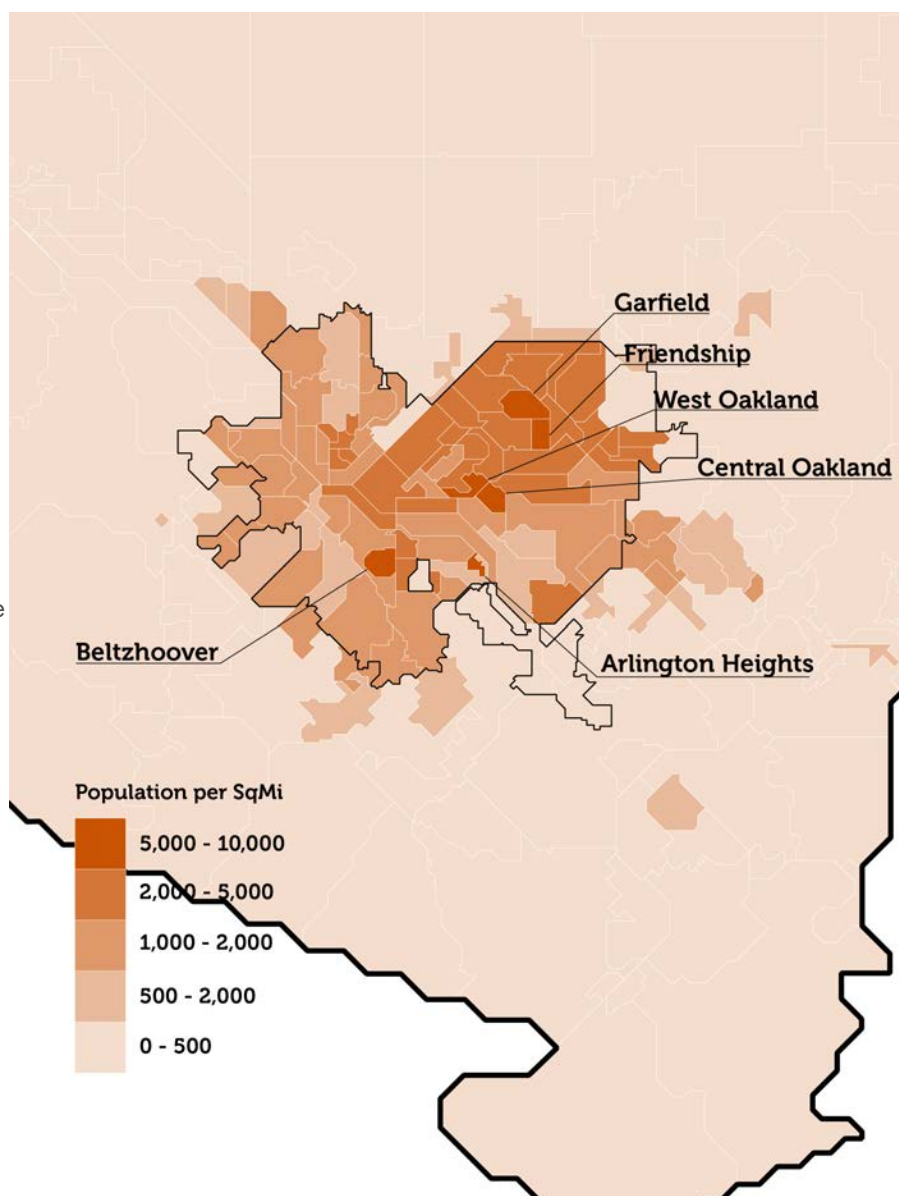 Garfield
Friendship
West Oakland
Central Oakland
e
Beltzhoover
Arlington Heights
Population per SqMi
5,000 - 10,000
2,000 - 5,000
1,000 - 2,000
500 - 2,000
0 - 500